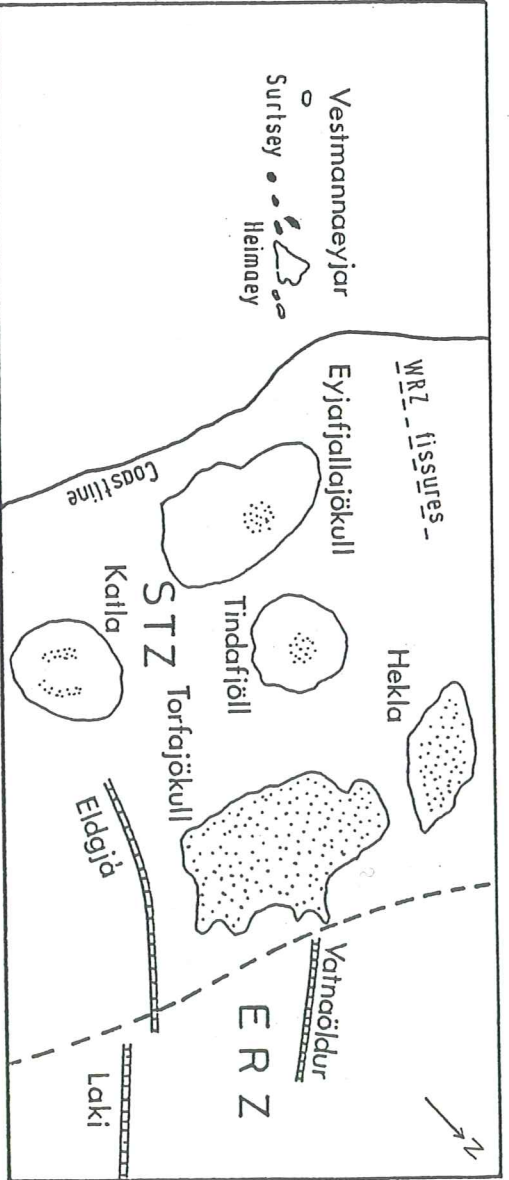 Vestmannaeyjar
Surtsey
Heimaey
WRZ fissures
Eyjafjallajökull
Coastline
Hekla
Tindafjöll
STZ
Katla
Torfajökull
Eldgjá
Vatnaöldur
ERZ
Laki
N